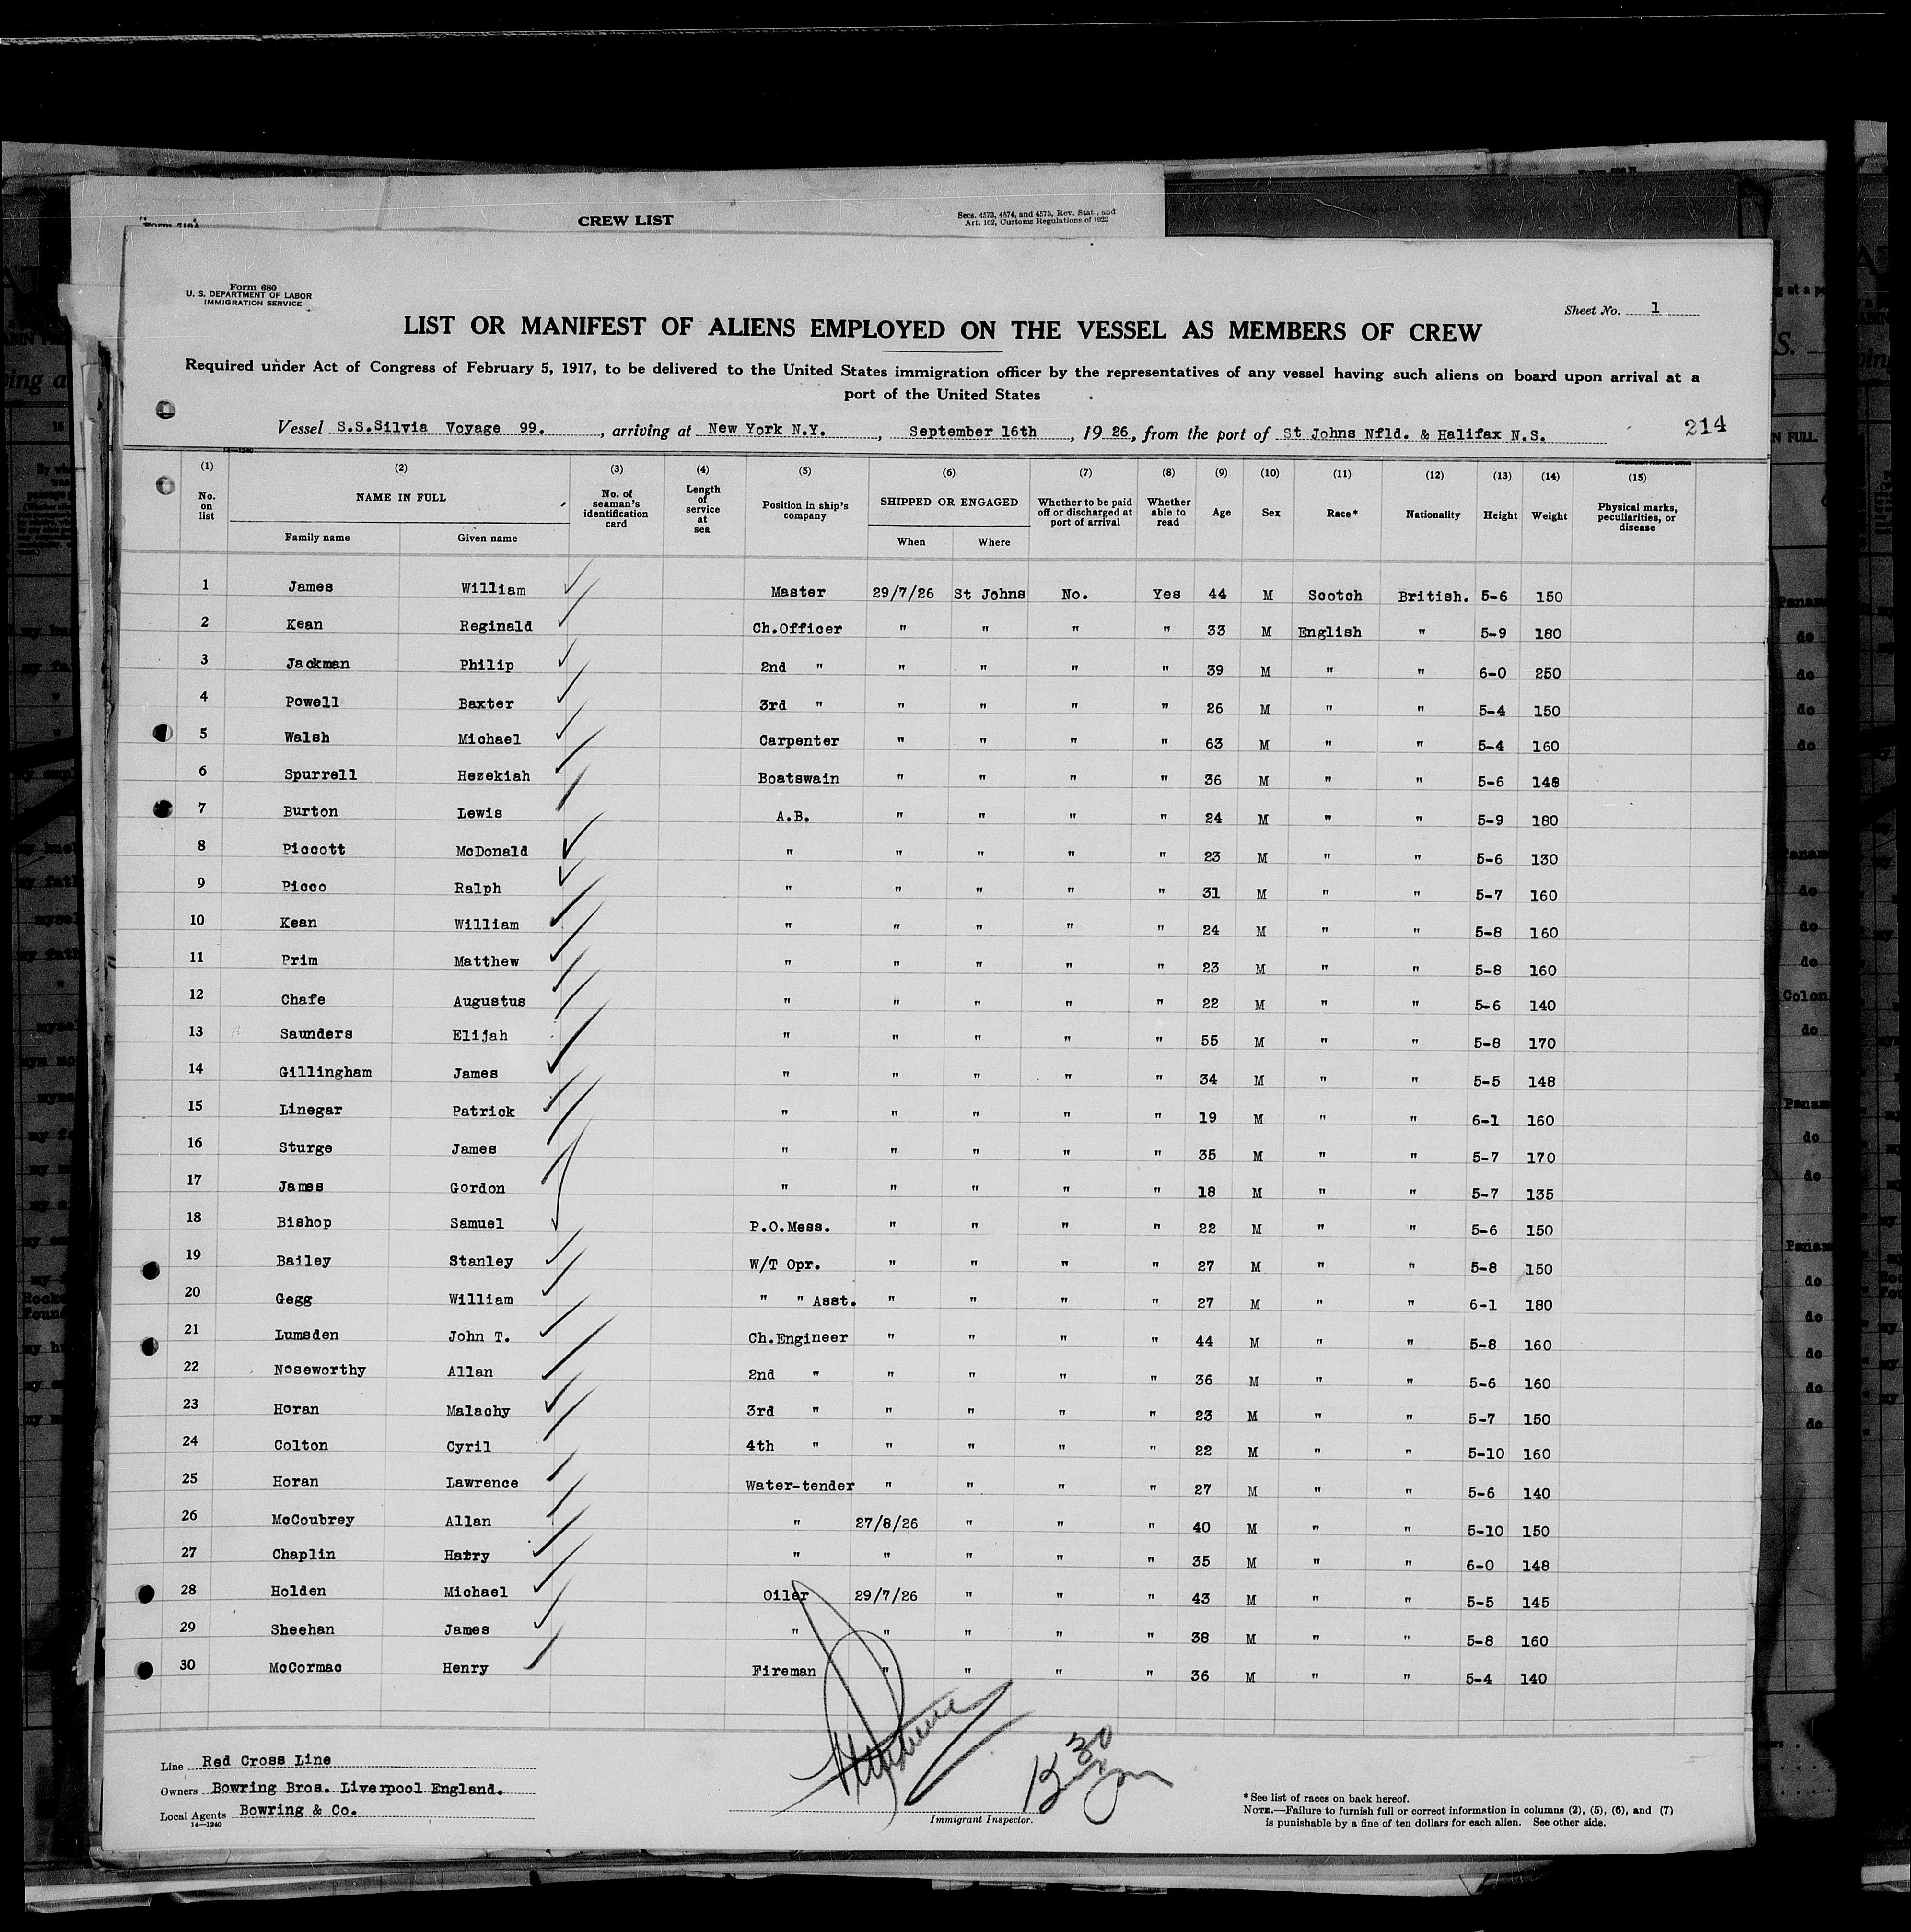 Form 710A
CREW LIST
Secs. 4573, 4574, and 4575, Rev. Stat., and
Art. 162, Customs Regulations of 1923
Form 680
U. S. DEPARTMENT OF LABOR
IMMIGRATION SERVICE
Sheet No. 1
LIST OR MANIFEST OF ALIENS EMPLOYED ON THE VESSEL AS MEMBERS OF CREW
Required under Act of Congress of February 5, 1917, to be delivered to the United States immigration officer by the representatives of any vessel having such aliens on board upon arrival at a
port of the United States
Vessel S.S.Silvia Voyage 99., arriving at New York N.Y., September 16th, 1926, from the port of St Johns Nfld. & Halifax N.S. 214
14—1240
(1) (2) (3) (4) (5) (6) (7) (8) (9) (10) (11) (12) (13) (14) (15)
No. on list NAME IN FULL No. of seaman's identification card Length of service at sea Position in ship's company SHIPPED OR ENGAGED Whether to be paid off or discharged at port of arrival Whether able to read Age Sex Race* Nationality Height Weight Physical marks, peculiarities, or disease
Family name Given name When Where
1 James William Master 29/7/26 St Johns No. Yes 44 M Scotch British. 5-6 150
2 Kean Reginald Ch.Officer " " " " 33 M English " 5-9 180
3 Jackman Philip 2nd " " " " " 39 M " " 6-0 250
4 Powell Baxter 3rd " " " " " 26 M " " 5-4 150
5 Walsh Michael Carpenter " " " " 63 M " " 5-4 160
6 Spurrell Hezekiah Boatswain " " " " 36 M " " 5-6 148
7 Burton Lewis A.B. " " " " 24 M " " 5-9 180
8 Piccott McDonald " " " " " 23 M " " 5-6 130
9 Picco Ralph " " " " " 31 M " " 5-7 160
10 Kean William " " " " " 24 M " " 5-8 160
11 Prim Matthew " " " " " 23 M " " 5-8 160
12 Chafe Augustus " " " " " 22 M " " 5-6 140
13 Saunders Elijah " " " " " 55 M " " 5-8 170
14 Gillingham James " " " " " 34 M " " 5-5 148
15 Linegar Patrick " " " " " 19 M " " 6-1 160
16 Sturge James " " " " " 35 M " " 5-7 170
17 James Gordon " " " " " 18 M " " 5-7 135
18 Bishop Samuel P.O.Mess. " " " " 22 M " " 5-6 150
19 Bailey Stanley W/T Opr. " " " " 27 M " " 5-8 150
20 Gegg William " " Asst. " " " " 27 M " " 6-1 180
21 Lumsden John T. Ch.Engineer " " " " 44 M " " 5-8 160
22 Noseworthy Allan 2nd " " " " " 36 M " " 5-6 160
23 Horan Malachy 3rd " " " " " 23 M " " 5-7 150
24 Colton Cyril 4th " " " " " 22 M " " 5-10 160
25 Horan Lawrence Water-tender " " " " 27 M " " 5-6 140
26 McCoubrey Allan " 27/8/26 " " " 40 M " " 5-10 150
27 Chaplin Harry " " " " " 35 M " " 6-0 148
28 Holden Michael Oiler 29/7/26 " " " 43 M " " 5-5 145
29 Sheehan James " " " " " 38 M " " 5-8 160
30 McCormac Henry Fireman " " " " 36 M " " 5-4 140
Line Red Cross Line
Owners Bowring Bros. Liverpool England.
Local Agents Bowring & Co.
14—1240
Immigrant Inspector.
*See list of races on back hereof.
NOTE.—Failure to furnish full or correct information in columns (2), (5), (6), and (7)
is punishable by a fine of ten dollars for each alien. See other side.